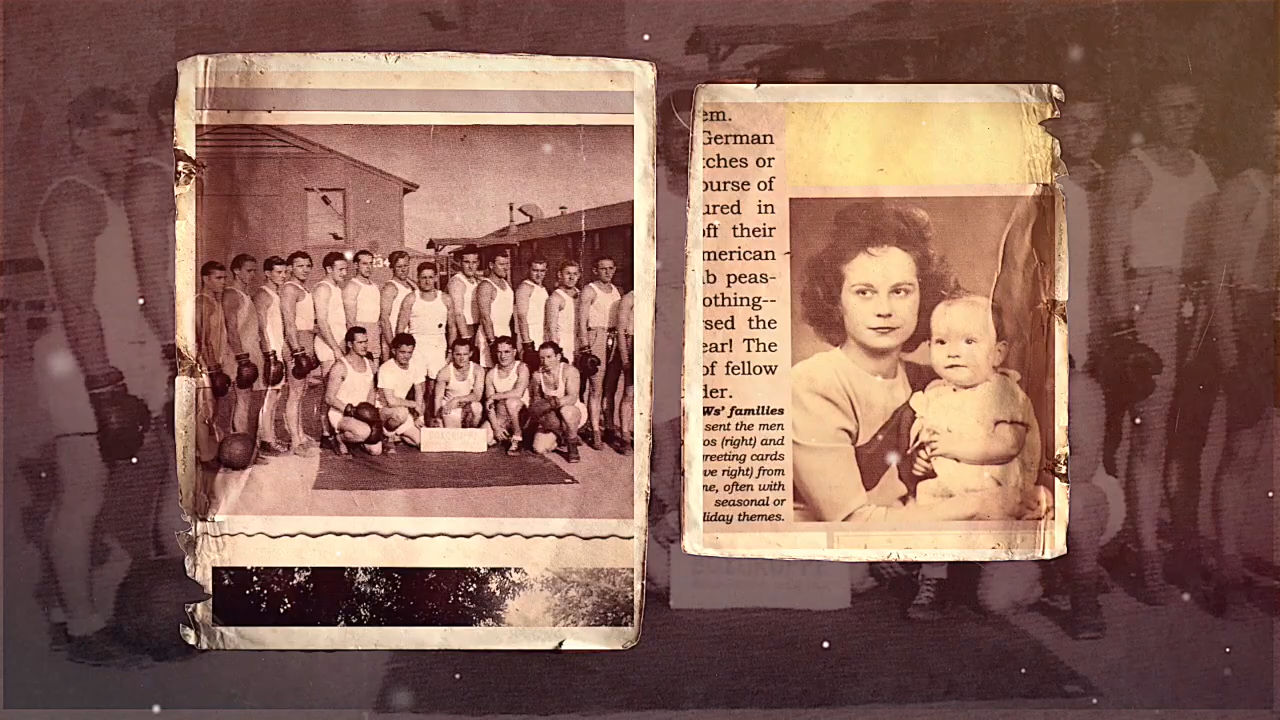 34
em.
German
tches or
ourse of
ured in
off their
merican
b peas-
othing--
sed the
ear! The
of fellow
der.
Ws' families
sent the men
os (right) and
greeting cards
ve right) from
ne, often with
seasonal or
liday themes.